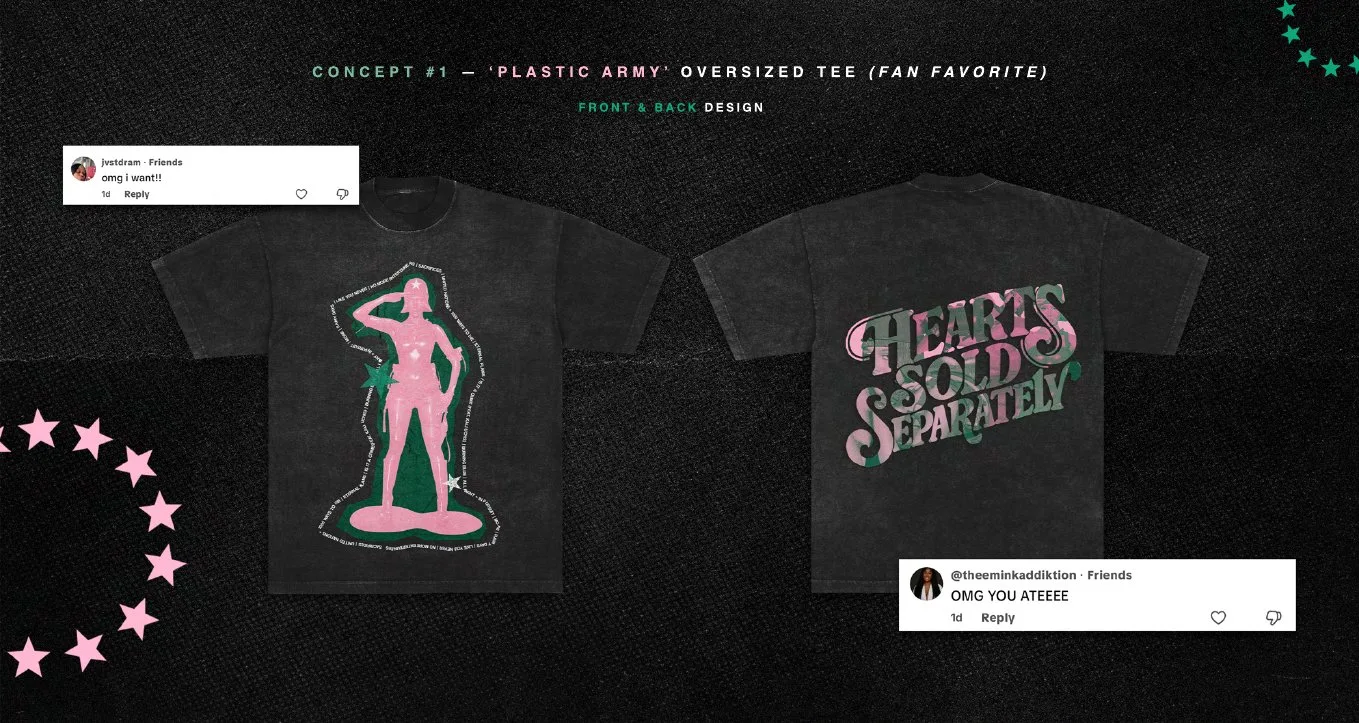 CONCEPT #1 — ‘PLASTIC ARMY’ OVERSIZED TEE (FAN FAVORITE)
FRONT & BACK DESIGN
jvstdram · Friends
omg i want!!
1d Reply
HEARTS
SOLD
SEPARATELY
@theeminkaddiktion · Friends
OMG YOU ATEEEE
1d Reply